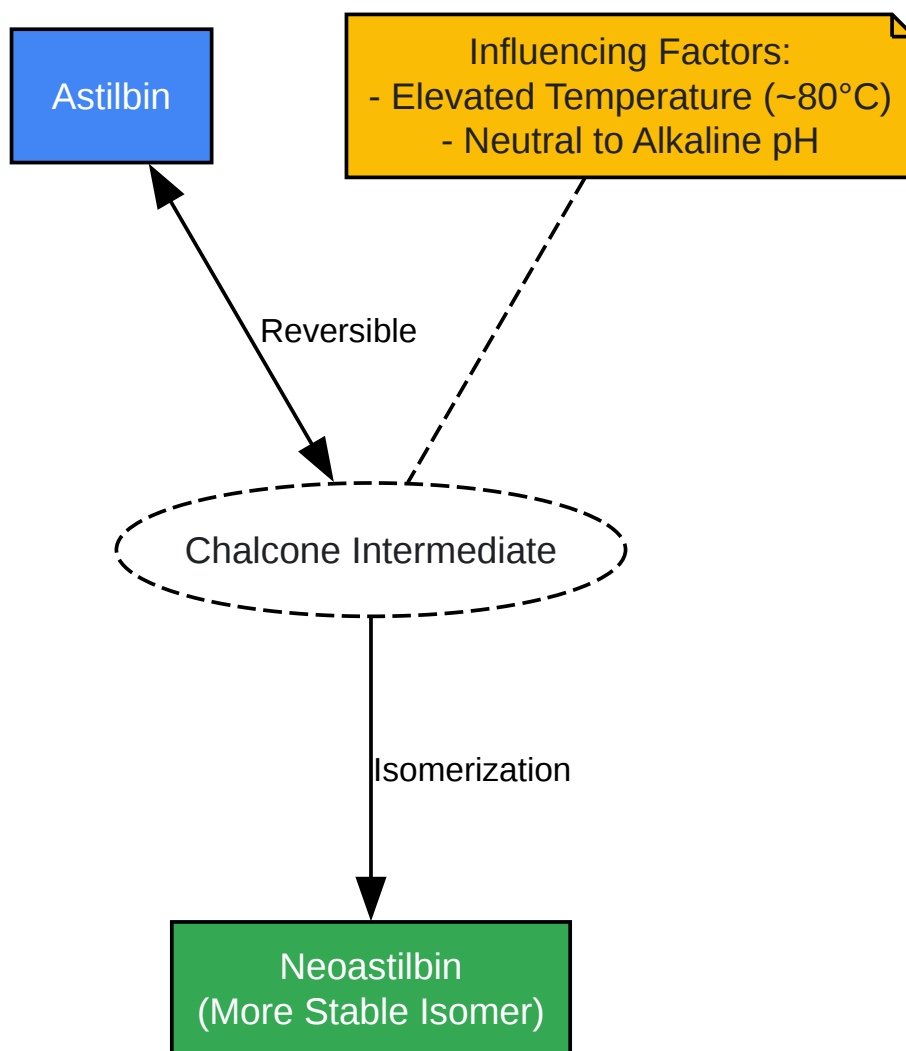 Astilbin
Influencing Factors:
- Elevated Temperature (~80°C)
- Neutral to Alkaline pH
Reversible
Chalcone Intermediate
Isomerization
Neoastilbin
(More Stable Isomer)